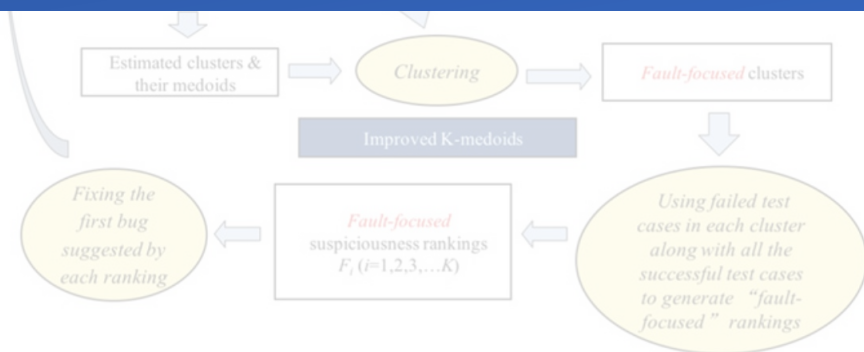 Estimated clusters &
their medoids
Clustering
Fault-focused clusters
Improved K-medoids
Fixing the
first bug
suggested by
each ranking
Fault-focused
suspiciousness rankings
Fi (i=1,2,3,…K)
Using failed test
cases in each cluster
along with all the
successful test cases
to generate “fault-
focused” rankings